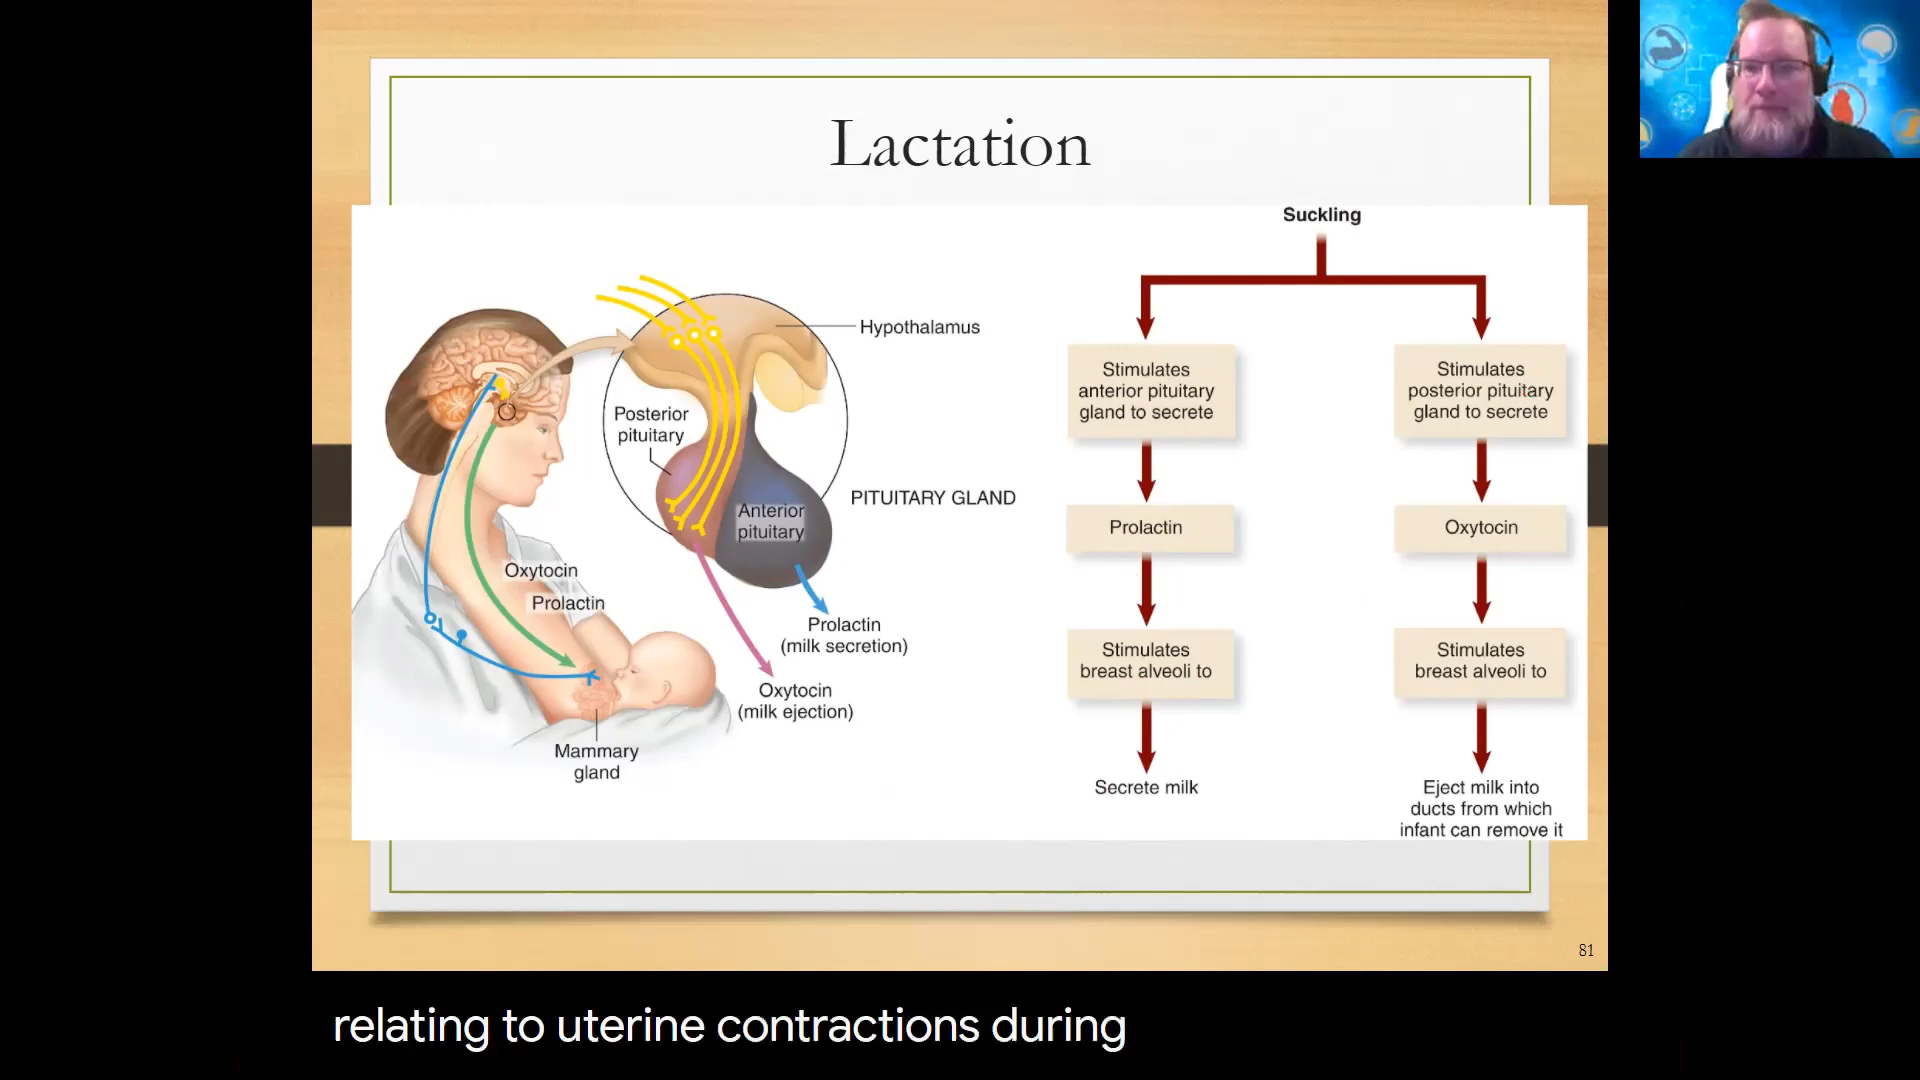 Lactation
Hypothalamus
Posterior
pituitary
PITUITARY GLAND
Anterior
pituitary
Oxytocin
Prolactin
Prolactin
(milk secretion)
Oxytocin
(milk ejection)
Mammary
gland
Suckling
Stimulates
anterior pituitary
gland to secrete
Prolactin
Stimulates
breast alveoli to
Secrete milk
Stimulates
posterior pituitary
gland to secrete
Oxytocin
Stimulates
breast alveoli to
Eject milk into
ducts from which
infant can remove it
81
relating to uterine contractions during